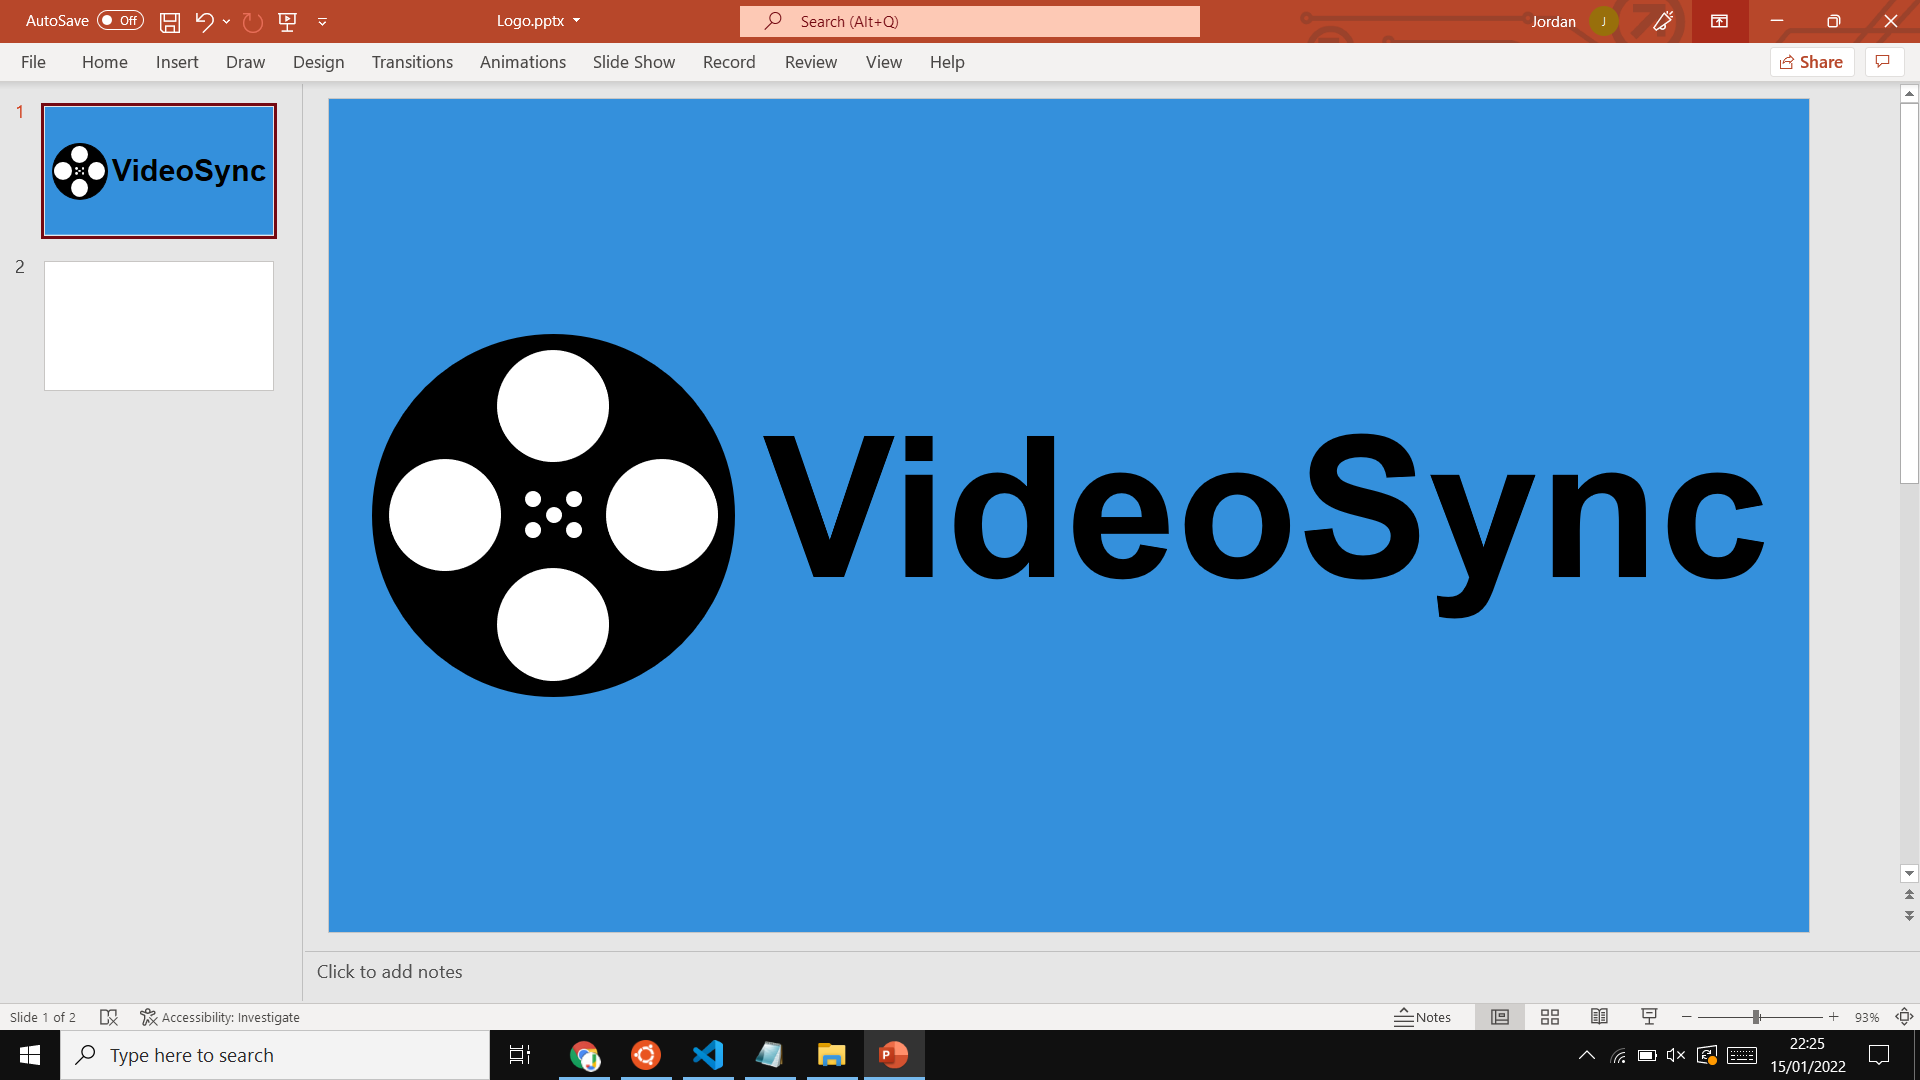 AutoSave Off Logo.pptx Search (Alt+Q) Jordan J
File Home Insert Draw Design Transitions Animations Slide Show Record Review View Help Share
1
VideoSync
2
VideoSync
Click to add notes
Slide 1 of 2 Accessibility: Investigate Notes 93%
Type here to search P 22:25
15/01/2022